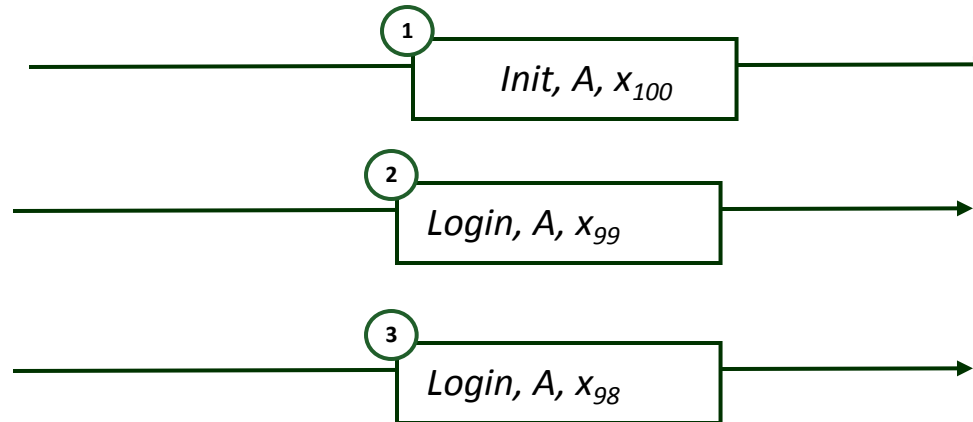 1
Init, A, x₁₀₀
2
Login, A, x₉₉
3
Login, A, x₉₈